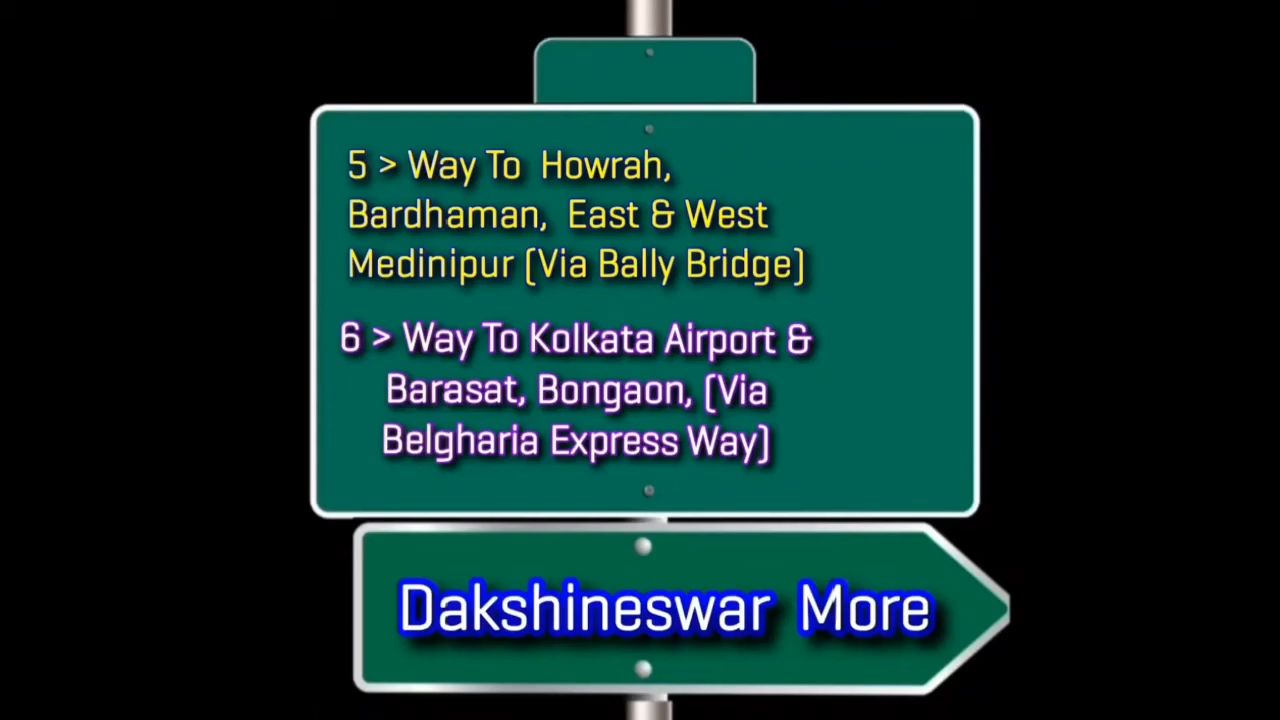 5 > Way To Howrah,
Bardhaman, East & West
Medinipur (Via Bally Bridge)
6 > Way To Kolkata Airport &
Barasat, Bongaon, (Via
Belgharia Express Way)
Dakshineswar More